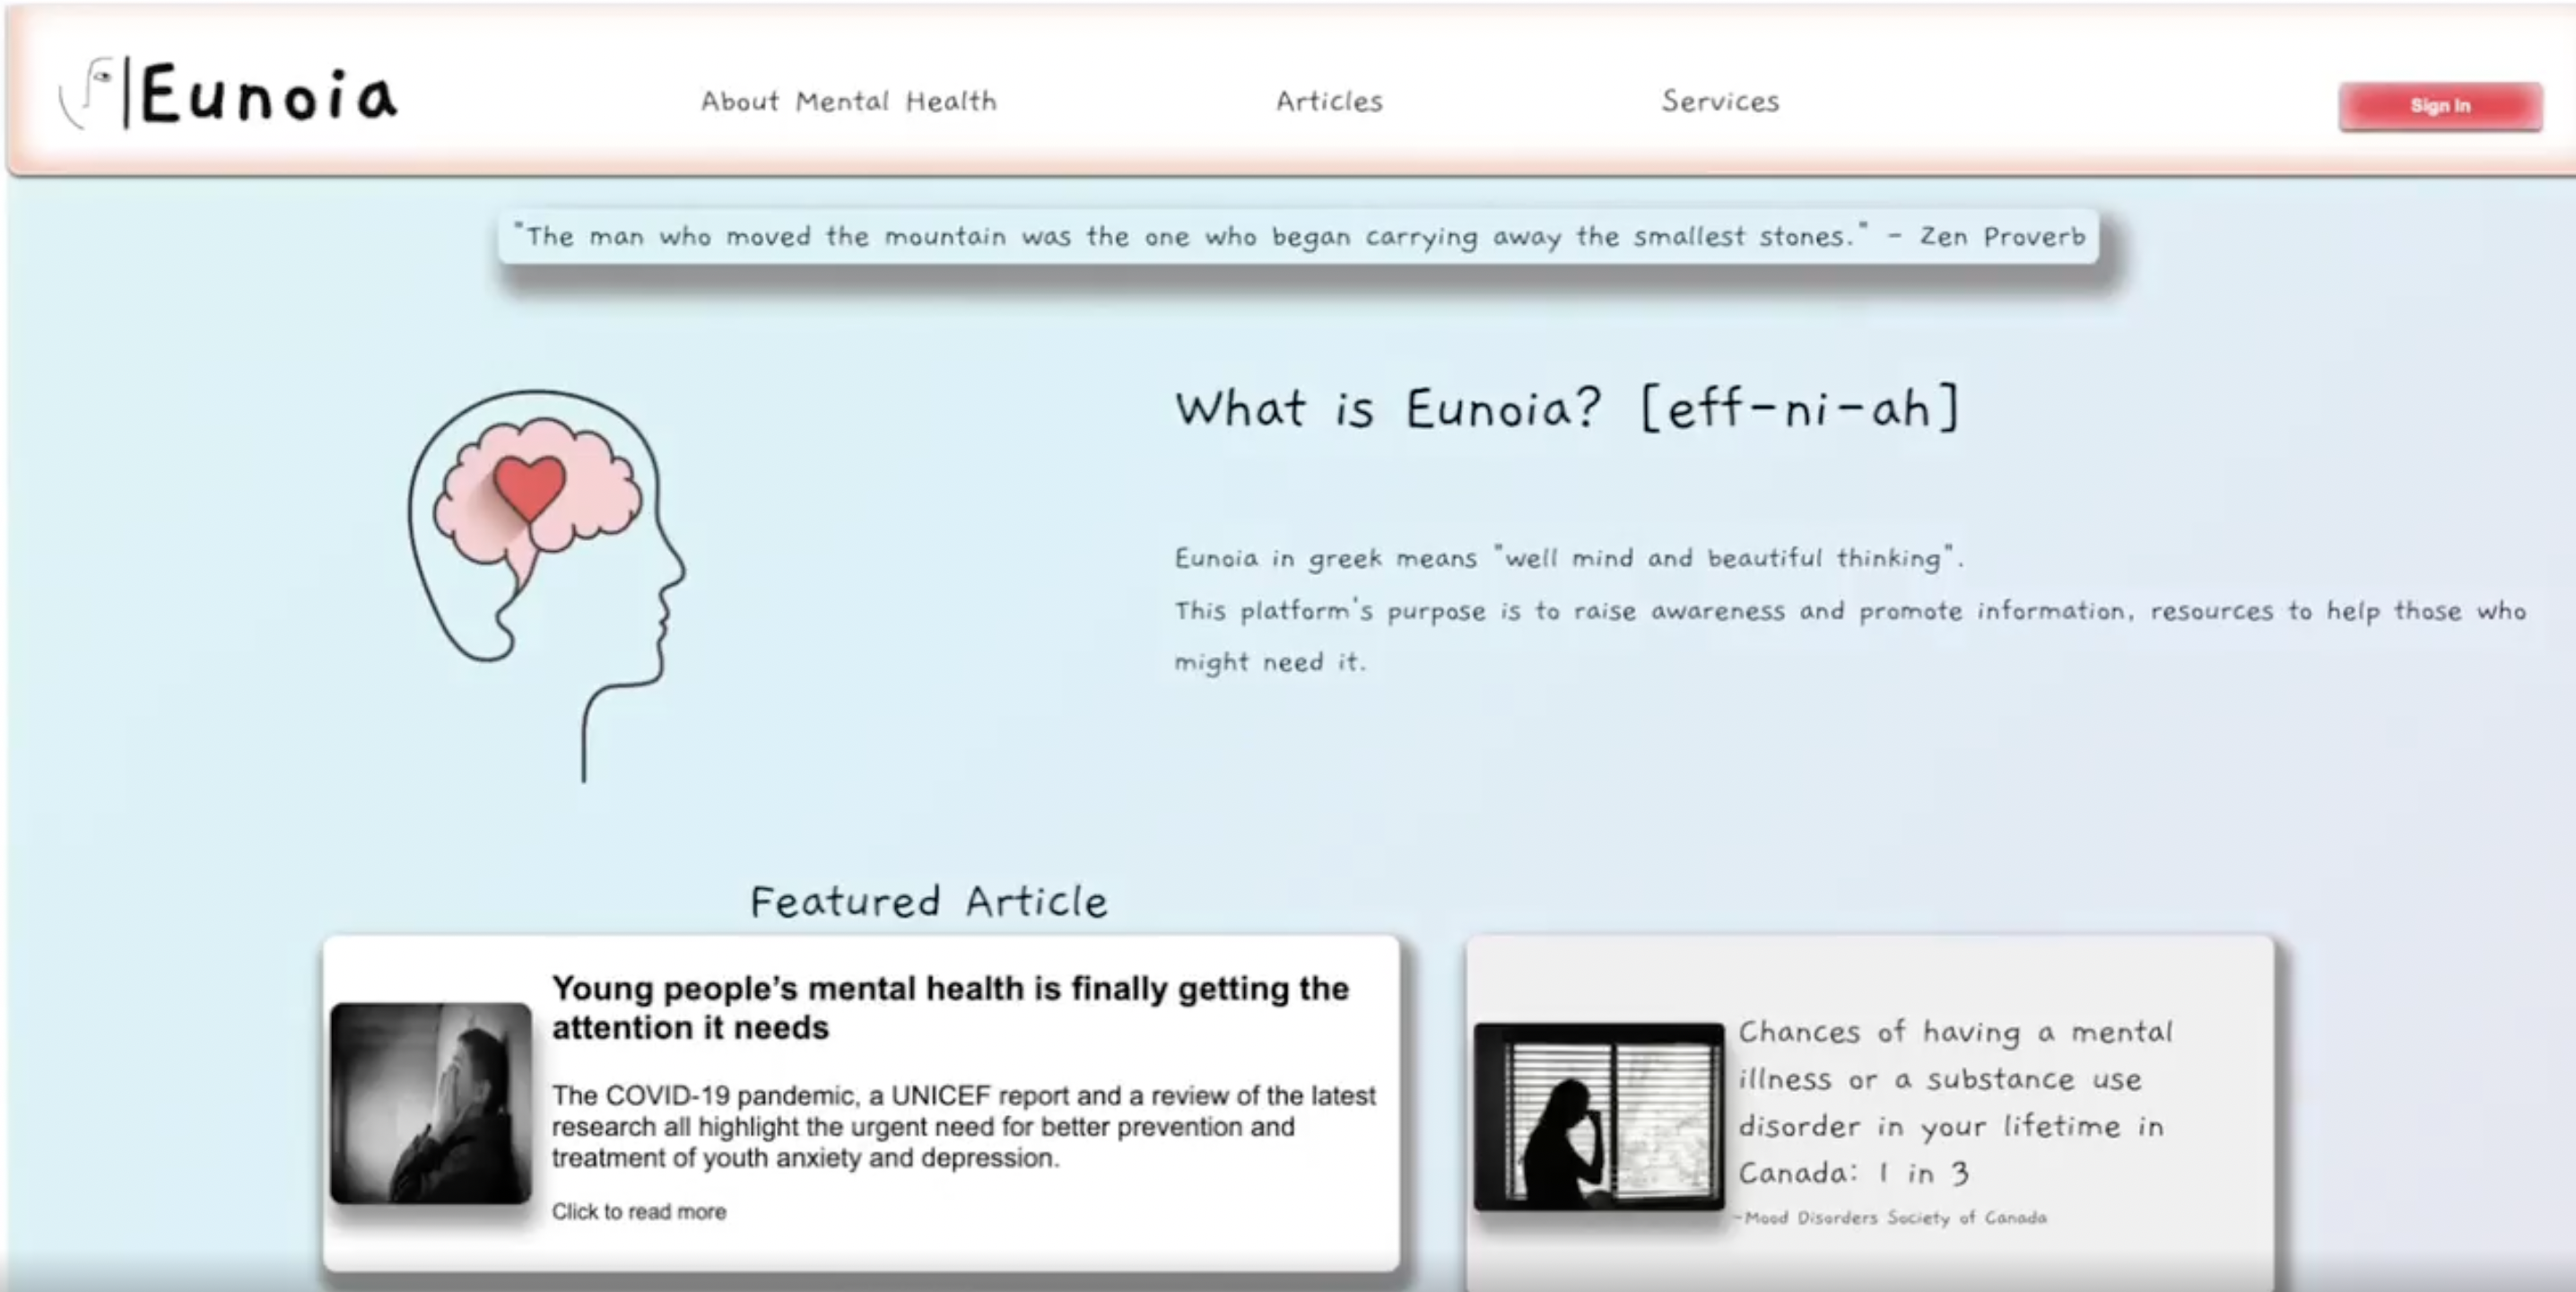 Eunoia
About Mental Health
Articles
Services
Sign In
"The man who moved the mountain was the one who began carrying away the smallest stones." - Zen Proverb
What is Eunoia? [eff-ni-ah]
Eunoia in greek means "well mind and beautiful thinking".
This platform's purpose is to raise awareness and promote information, resources to help those who
might need it.
Featured Article
Young people’s mental health is finally getting the
attention it needs
The COVID-19 pandemic, a UNICEF report and a review of the latest
research all highlight the urgent need for better prevention and
treatment of youth anxiety and depression.
Click to read more
Chances of having a mental
illness or a substance use
disorder in your lifetime in
Canada: 1 in 3
-Mood Disorders Society of Canada